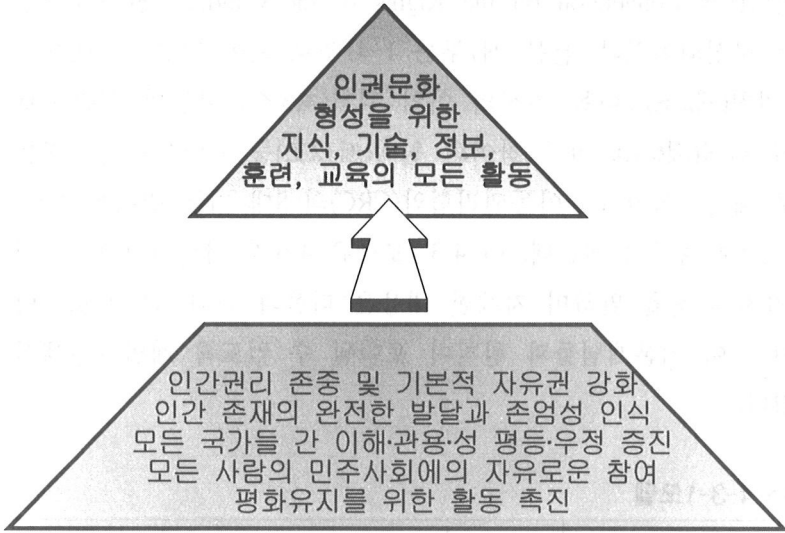 인권문화
형성을 위한
지식, 기술, 정보,
훈련, 교육의 모든 활동
인간권리 존중 및 기본적 자유권 강화
인간 존재의 완전한 발달과 존엄성 인식
모든 국가들 간 이해·관용·성 평등·우정 증진
모든 사람의 민주사회에의 자유로운 참여
평화유지를 위한 활동 촉진